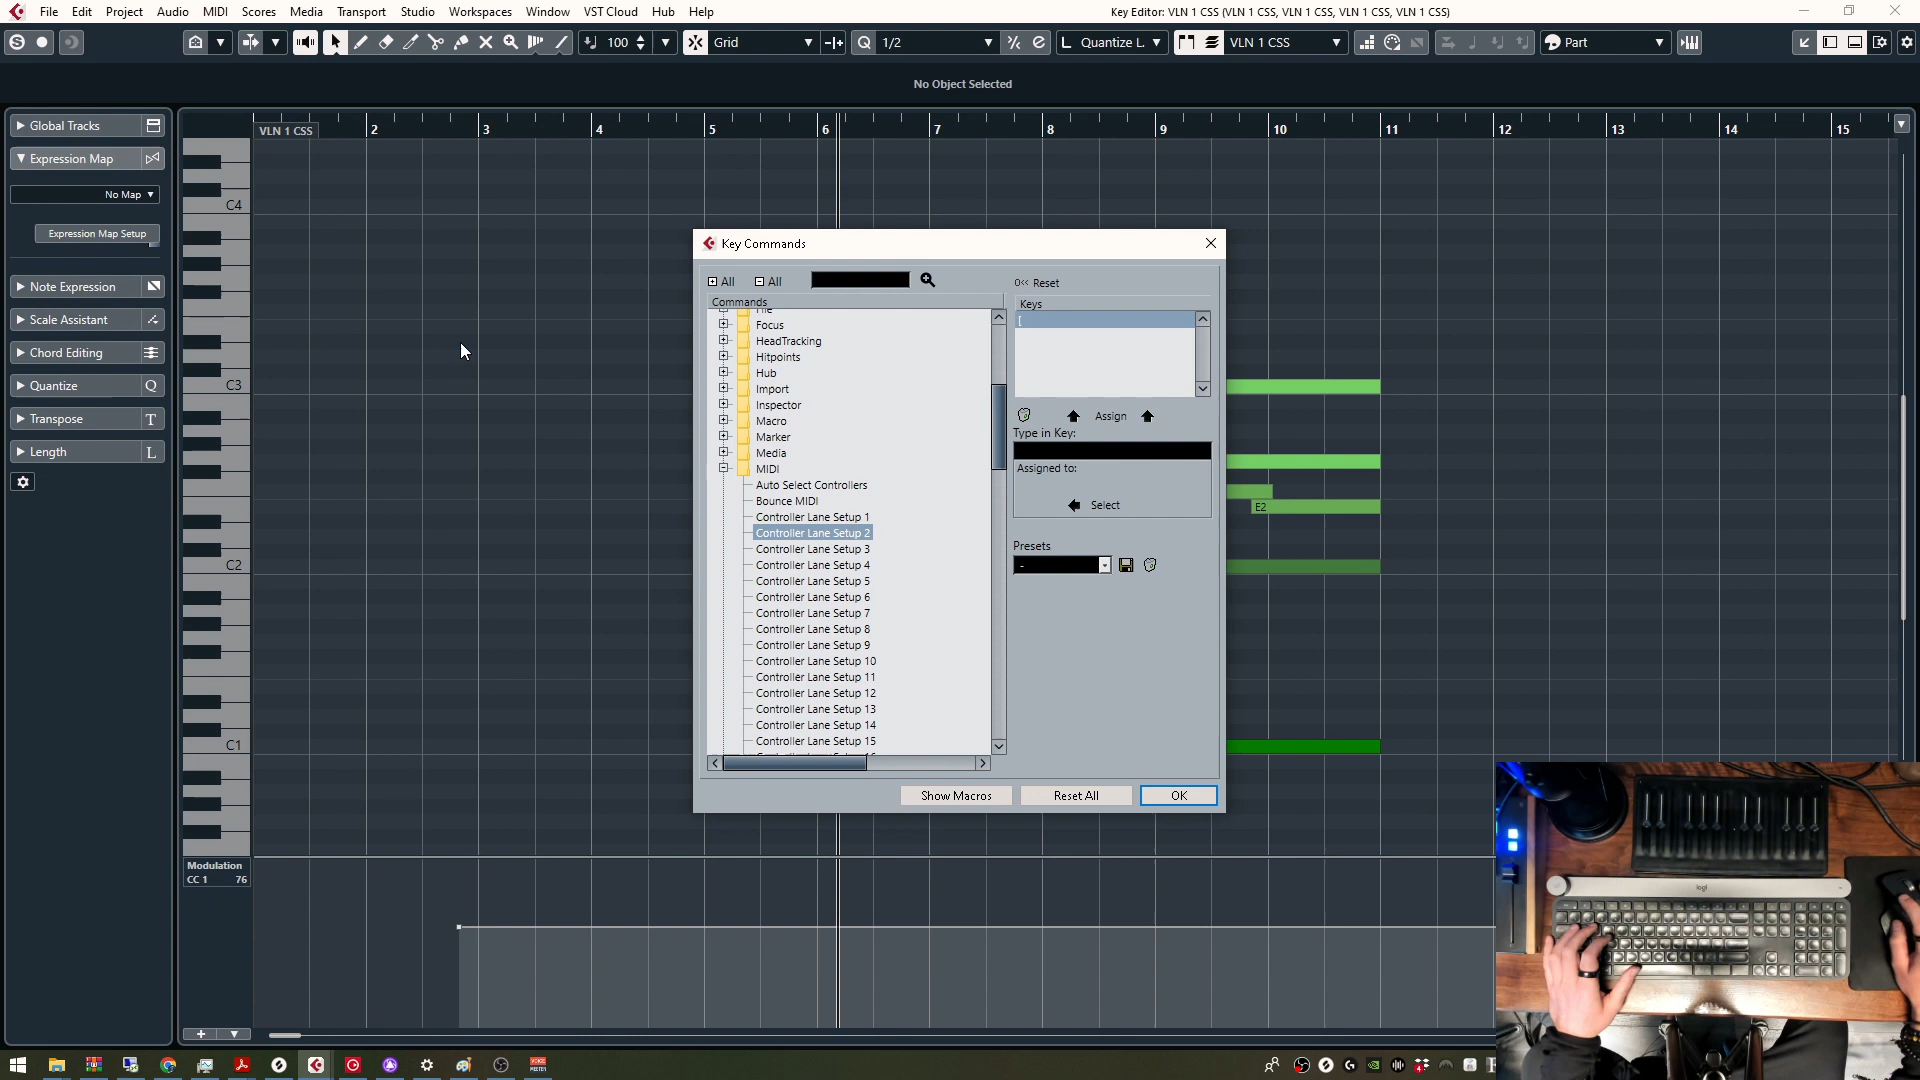 File Edit Project Audio MIDI Scores Media Transport Studio Workspaces Window VST Cloud Hub Help
Key Editor: VLN 1 CSS (VLN 1 CSS, VLN 1 CSS, VLN 1 CSS, VLN 1 CSS)
100 Grid 1/2 Quantize L. VLN 1 CSS Part
No Object Selected
Global Tracks
Expression Map
No Map
Expression Map Setup
Note Expression
Scale Assistant
Chord Editing
Quantize Q
Transpose T
Length L
VLN 1 CSS 2 3 4 5 6 7 8 9 10 11 12 13 14 15
C4
C3
C2
C1
E2
Modulation
CC 1 76
Key Commands
All All
0<< Reset
Commands
Focus
HeadTracking
Hitpoints
Hub
Import
Inspector
Macro
Marker
Media
MIDI
Auto Select Controllers
Bounce MIDI
Controller Lane Setup 1
Controller Lane Setup 2
Controller Lane Setup 3
Controller Lane Setup 4
Controller Lane Setup 5
Controller Lane Setup 6
Controller Lane Setup 7
Controller Lane Setup 8
Controller Lane Setup 9
Controller Lane Setup 10
Controller Lane Setup 11
Controller Lane Setup 12
Controller Lane Setup 13
Controller Lane Setup 14
Controller Lane Setup 15
Keys
[
Assign
Type in Key:
Assigned to:
Select
Presets
-
Show Macros Reset All OK
logi